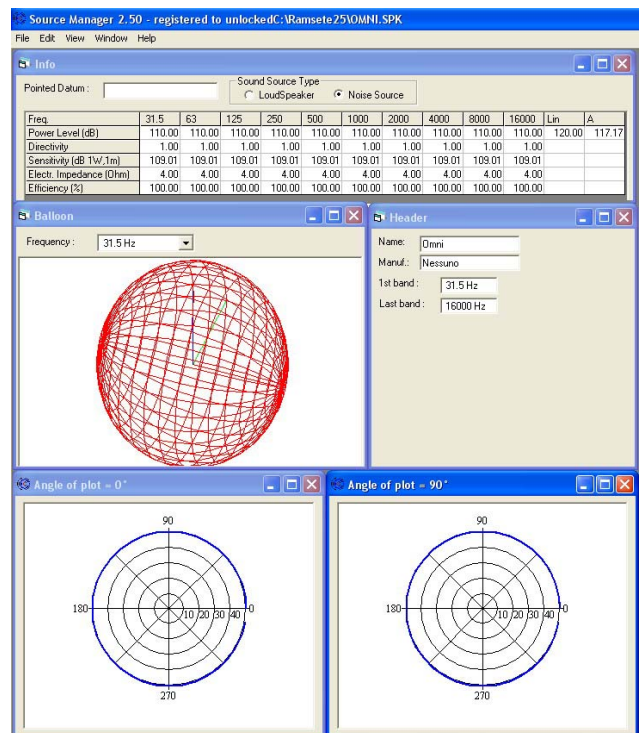 Source Manager 2.50 - registered to unlockedC:\Ramsete25\OMNI.SPK
File Edit View Window Help
Info
Pointed Datum :
Sound Source Type
LoudSpeaker Noise Source
Freq. 31.5 63 125 250 500 1000 2000 4000 8000 16000 Lin A
Power Level (dB) 110.00 110.00 110.00 110.00 110.00 110.00 110.00 110.00 110.00 110.00 120.00 117.17
Directivity 1.00 1.00 1.00 1.00 1.00 1.00 1.00 1.00 1.00 1.00
Sensitivity (dB 1W,1m) 109.01 109.01 109.01 109.01 109.01 109.01 109.01 109.01 109.01 109.01
Electr. Impedance (Ohm) 4.00 4.00 4.00 4.00 4.00 4.00 4.00 4.00 4.00 4.00
Efficiency (%) 100.00 100.00 100.00 100.00 100.00 100.00 100.00 100.00 100.00 100.00
Balloon
Frequency : 31.5 Hz
Header
Name: Omni
Manuf.: Nessuno
1st band : 31.5 Hz
Last band : 16000 Hz
Angle of plot = 0°
90
180 10 20 30 40 0
270
Angle of plot = 90°
90
180 10 20 30 40 0
270